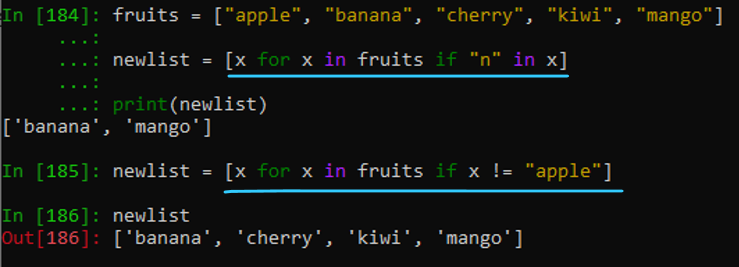 In [184]: fruits = ["apple", "banana", "cherry", "kiwi", "mango"]
     ...:
     ...: newlist = [x for x in fruits if "n" in x]
     ...:
     ...: print(newlist)
['banana', 'mango']
In [185]: newlist = [x for x in fruits if x != "apple"]
In [186]: newlist
Out[186]: ['banana', 'cherry', 'kiwi', 'mango']